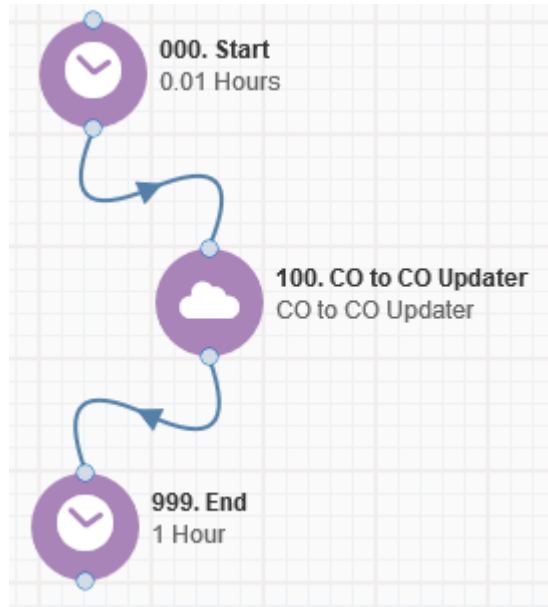 000. Start
0.01 Hours
100. CO to CO Updater
CO to CO Updater
999. End
1 Hour